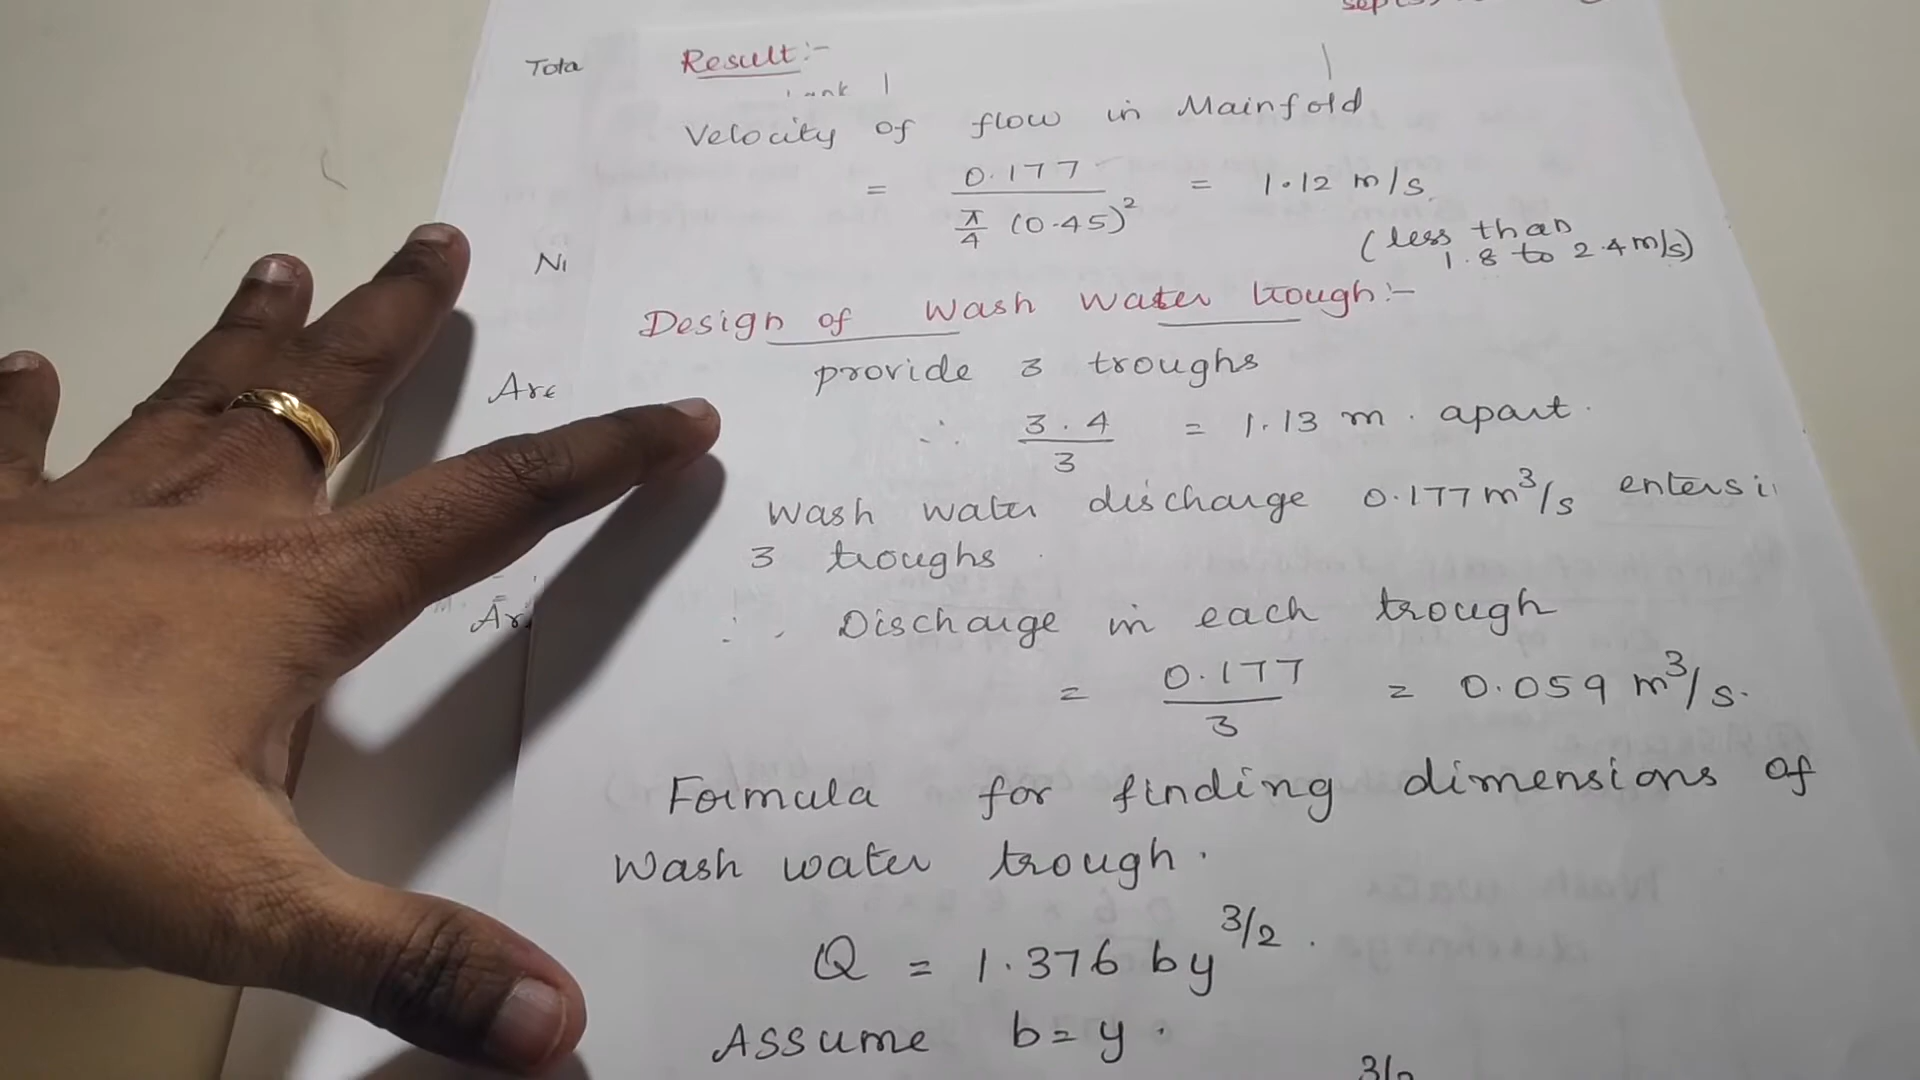 Tota
Result:-
Velocity of flow in Mainfold
= 0.177 / π/4 (0.45)² = 1.12 m/s.
(less than
1.8 to 2.4 m/s)
Ni
Design of Wash Water trough:-
provide 3 troughs
Are
∴ 3.4 / 3 = 1.13 m. apart.
Wash water discharge 0.177 m³/s enters i
3 troughs
∴ Discharge in each trough
Ar
= 0.177 / 3 = 0.059 m³/s.
Formula for finding dimensions of
Wash water trough.
Q = 1.376 by^3/2.
Assume b = y.
3/2